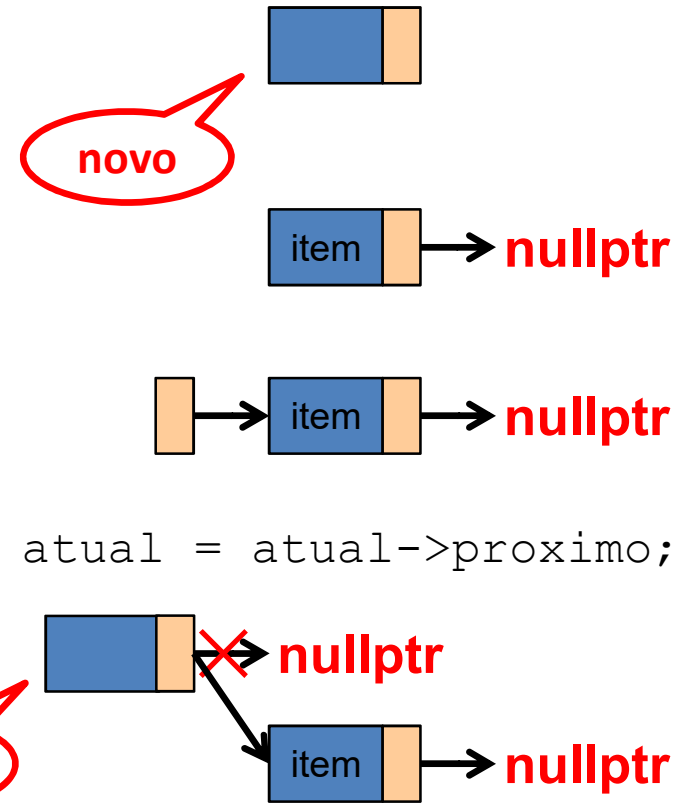 novo
item nullptr
item nullptr
atual = atual->proximo;
nullptr
item nullptr